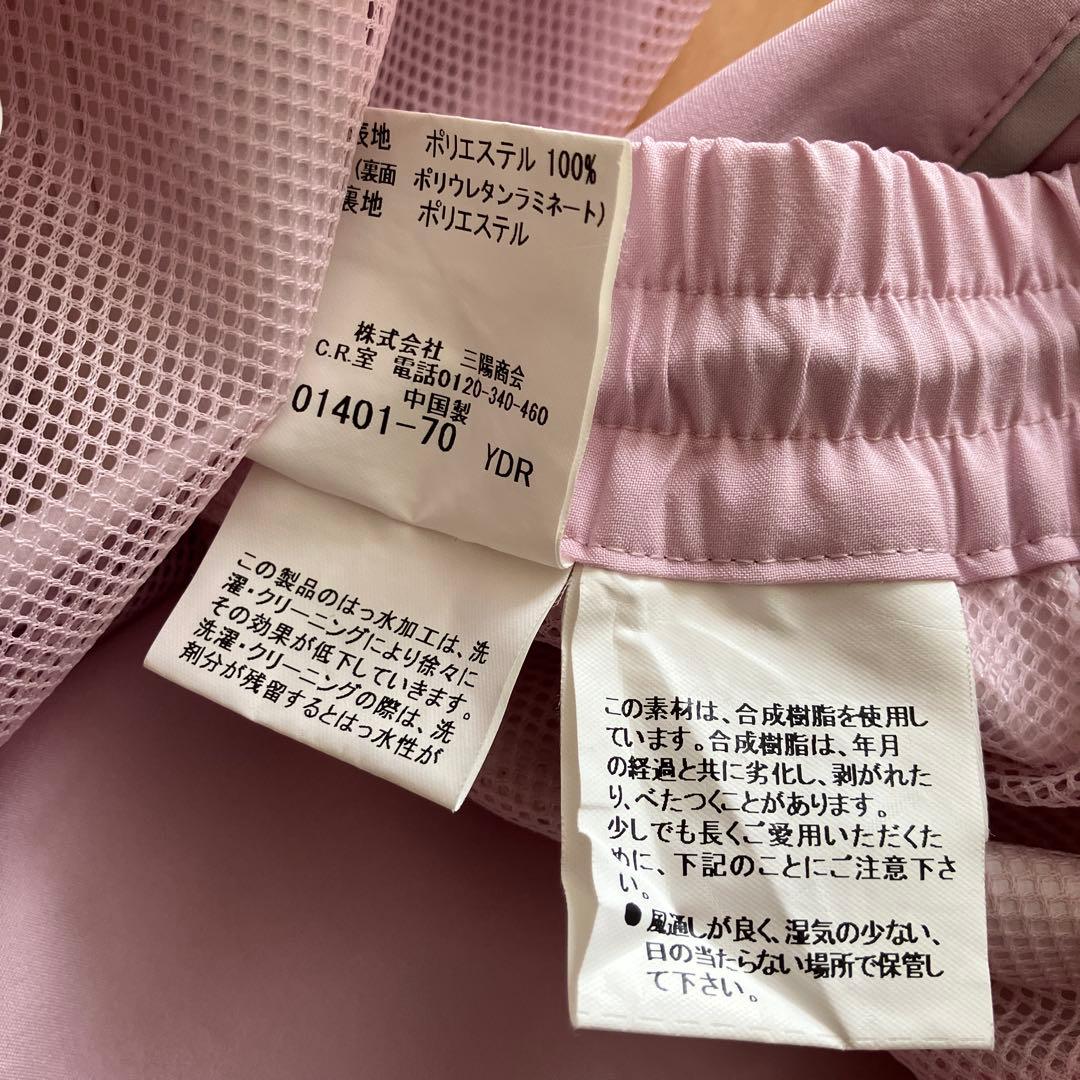 表地 ポリエステル 100%
(裏面 ポリウレタンラミネート)
裏地 ポリエステル
株式会社 三陽商会
C.R.室 電話0120-340-460
中国製
01401-70 YDR
この製品のはっ水加工は、洗
濯・クリーニングにより徐々に
その効果が低下していきます。
洗濯・クリーニングの際は、洗
剤分が残留するとはっ水性が
この素材は、合成樹脂を使用し
ています。合成樹脂は、年月
の経過と共に劣化し、剥がれた
り、べたつくことがあります。
少しでも長くご愛用いただくた
めに、下記のことにご注意下さ
い。
●風通しが良く、湿気の少ない、
日の当たらない場所で保管し
て下さい。